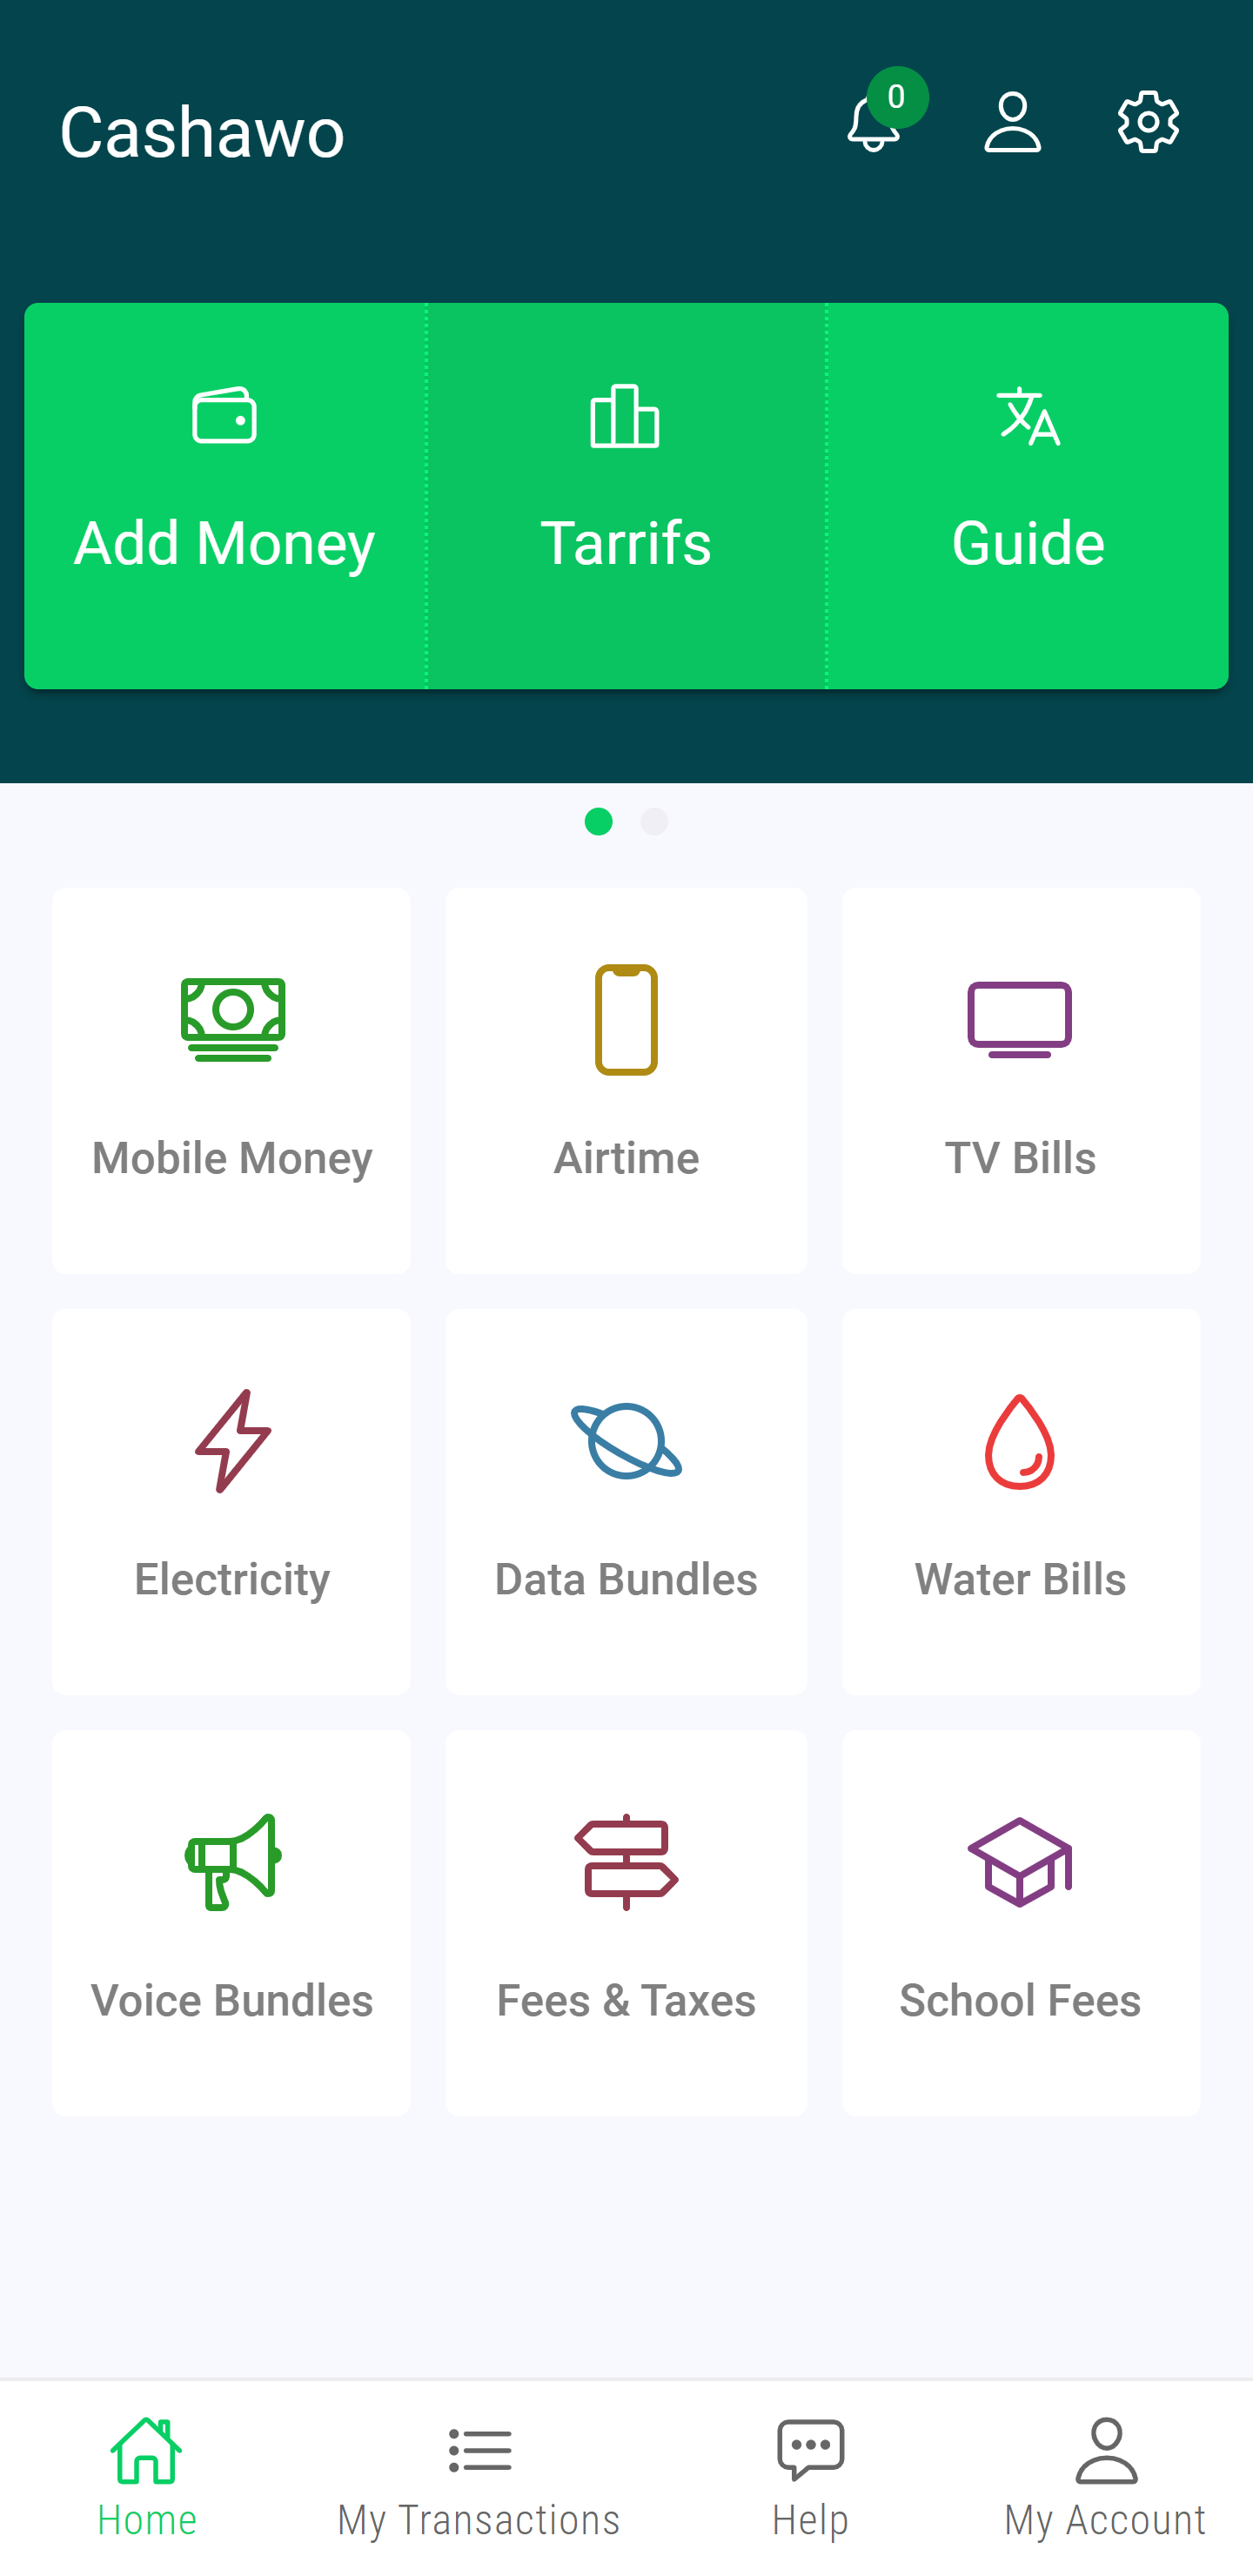 Cashawo
0
Add Money
Tarrifs
Guide
Mobile Money
Airtime
TV Bills
Electricity
Data Bundles
Water Bills
Voice Bundles
Fees & Taxes
School Fees
Home
My Transactions
Help
My Account